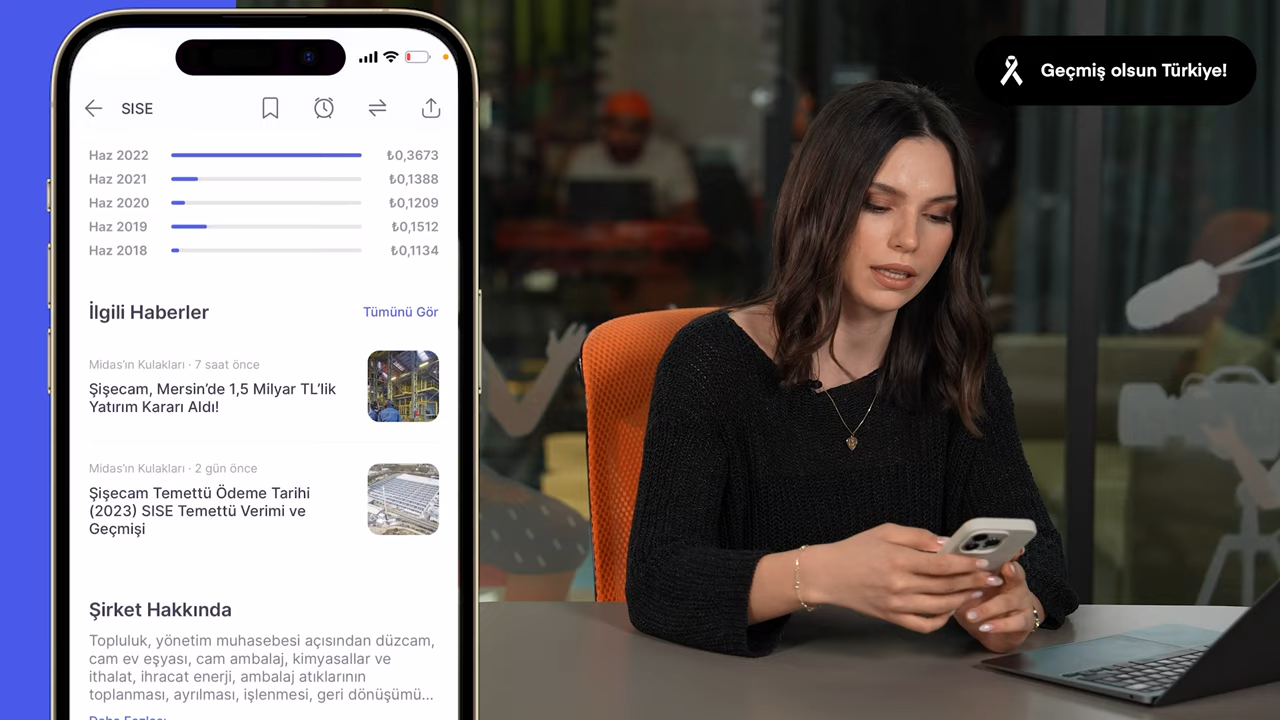 Geçmiş olsun Türkiye!
SISE
Haz 2022 ₺0,3673
Haz 2021 ₺0,1388
Haz 2020 ₺0,1209
Haz 2019 ₺0,1512
Haz 2018 ₺0,1134
İlgili Haberler Tümünü Gör
Midas'ın Kulakları · 7 saat önce
Şişecam, Mersin’de 1,5 Milyar TL’lik
Yatırım Kararı Aldı!
Midas'ın Kulakları · 2 gün önce
Şişecam Temettü Ödeme Tarihi
(2023) SISE Temettü Verimi ve
Geçmişi
Şirket Hakkında
Topluluk, yönetim muhasebesi açısından düzcam,
cam ev eşyası, cam ambalaj, kimyasallar ve
ithalat, ihracat enerji, ambalaj atıklarının
toplanması, ayrılması, işlenmesi, geri dönüşümü...